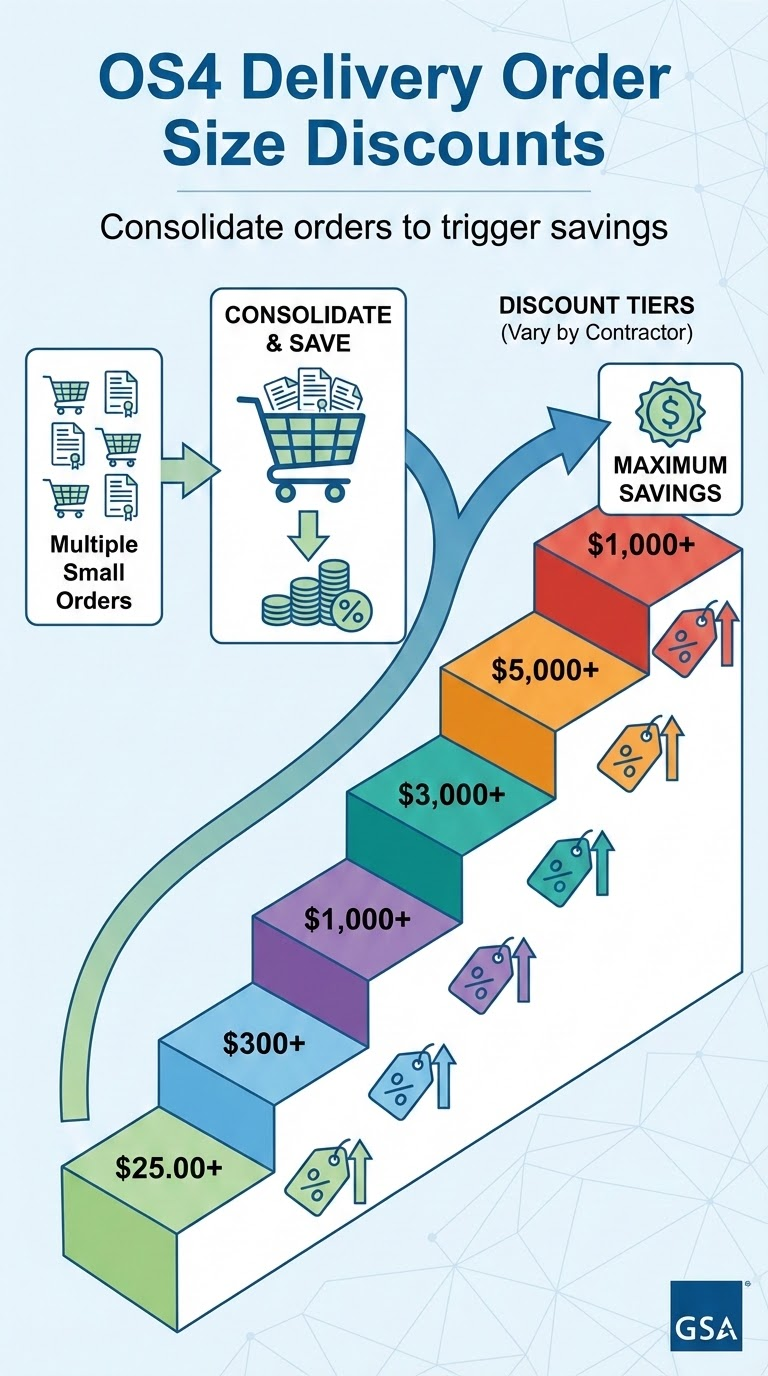 OS4 Delivery Order
Size Discounts
Consolidate orders to trigger savings
Multiple
Small
Orders
CONSOLIDATE
& SAVE
%
DISCOUNT TIERS
(Vary by Contractor)
$
MAXIMUM
SAVINGS
$1,000+
%
$5,000+
%
$3,000+
%
$1,000+
%
$300+
%
$25.00+
%
GSA
®